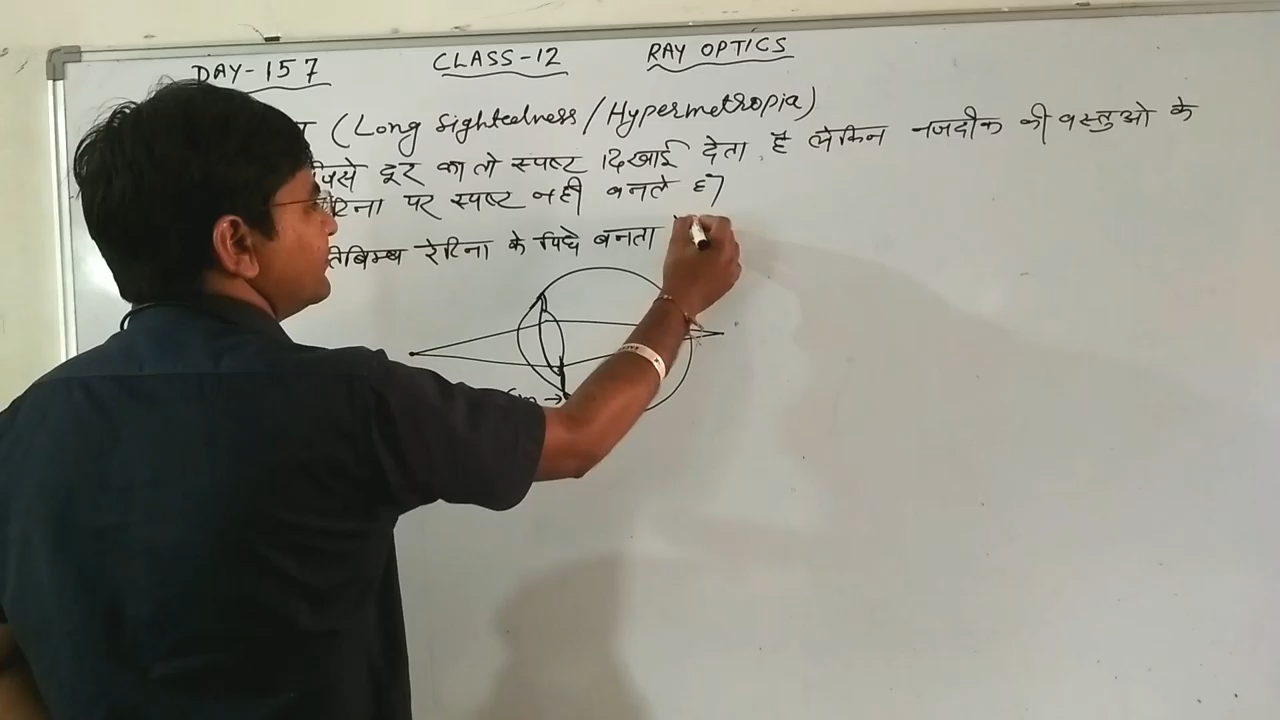 DAY-157 CLASS-12 RAY OPTICS
(Long Sightedness/Hypermetropia)
दूर का तो स्पष्ट दिखाई देता है लेकिन नजदीक की वस्तुओ के
पर स्पष्ट नही बनते है
रेटिना के पिछे बनता